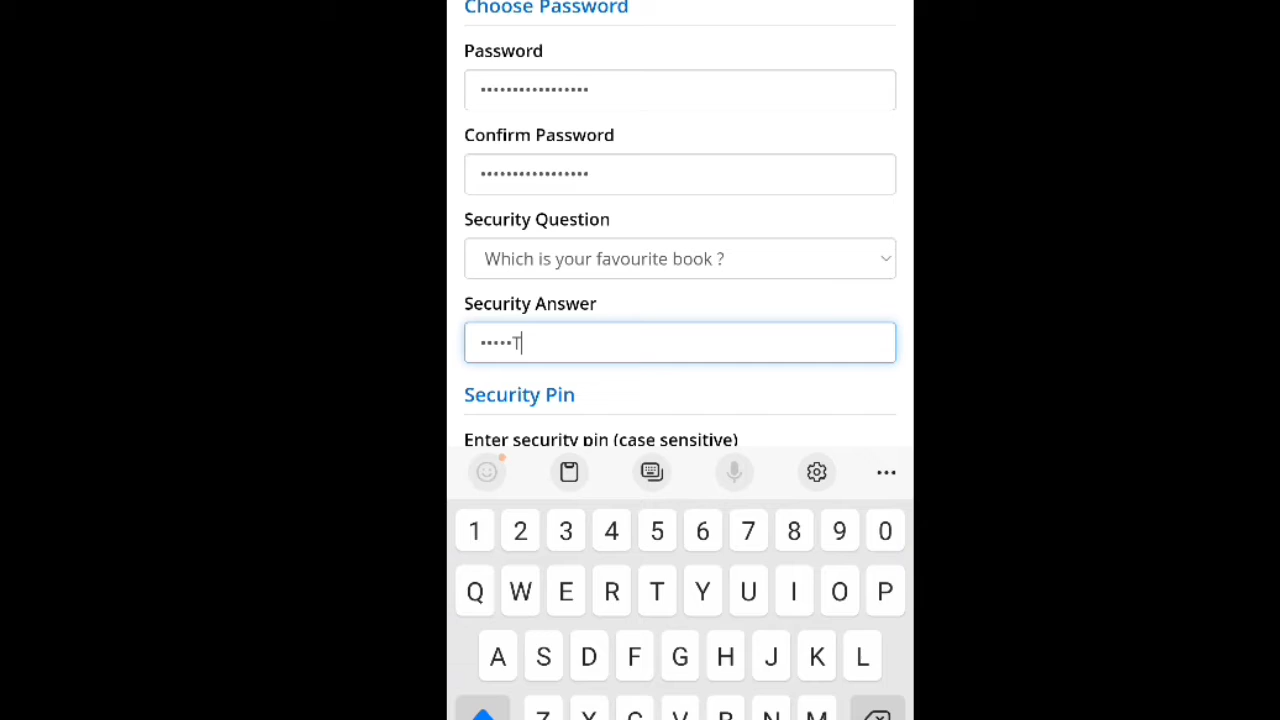 Choose Password
Password
•••••••••••••••••
Confirm Password
•••••••••••••••••
Security Question
Which is your favourite book ?
Security Answer
•••••T
Security Pin
Enter security pin (case sensitive)
1 2 3 4 5 6 7 8 9 0
Q W E R T Y U I O P
A S D F G H J K L
Z X C V B N M